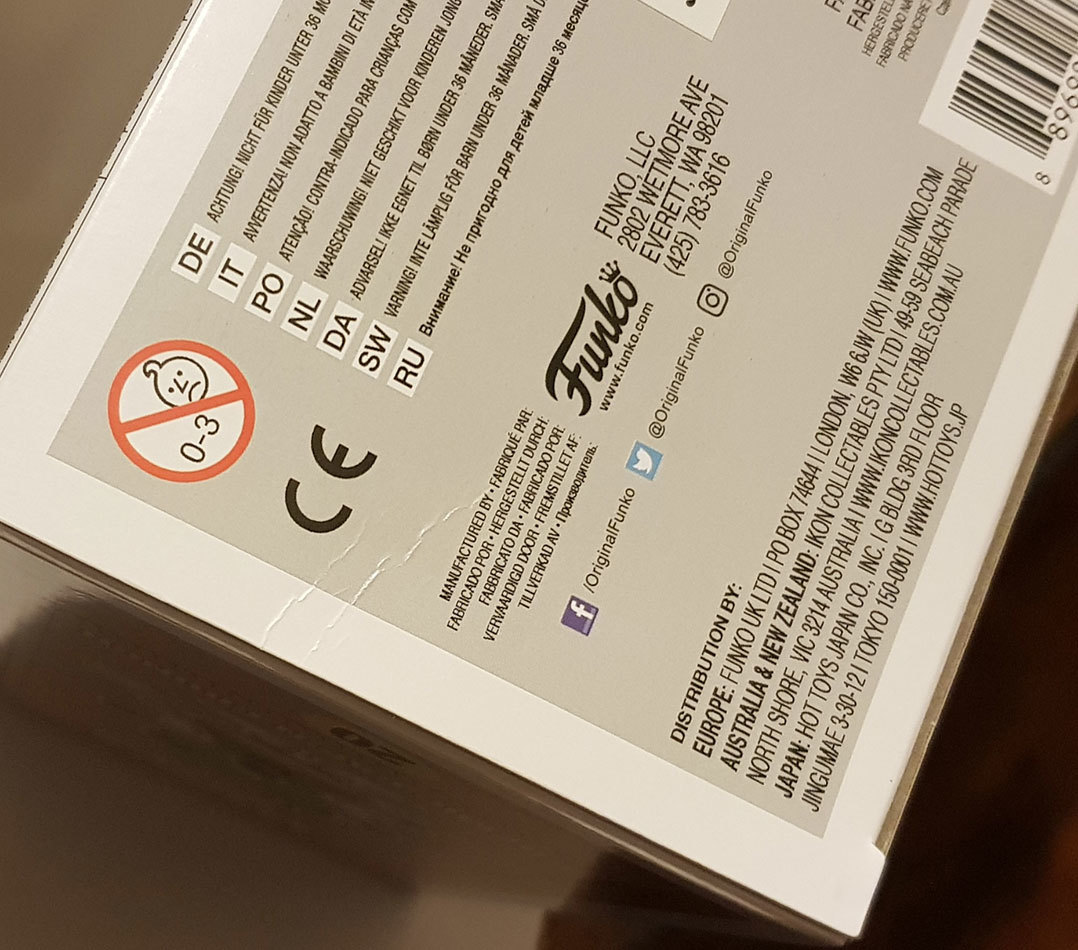 DE ACHTUNG! NICHT FÜR KINDER UNTER 36
IT AVVERTENZA! NON ADATTO A BAMBINI DI ETÀ
PO ATENÇÃO! CONTRA-INDICADO PARA CRIANÇAS COM
NL WAARSCHUWING! NIET GESCHIKT VOOR KINDEREN
DA ADVARSEL! IKKE EGNET TIL BØRN UNDER 36 MÅNEDER.
SW VARNING! INTE LÄMPLIG FÖR BARN UNDER 36 MÅNADER. SMÅ
RU Внимание! Не пригодно для детей младше 36
0-3
CE
MANUFACTURED BY • FABRIQUÉ PAR:
FABRICADO POR • HERGESTELLT DURCH:
FABBRICATO DA • FABRICADO POR:
VERVAARDIGD DOOR • FREMSTILLET AF:
TILLVERKAD AV • Производитель:
Funko
www.funko.com
FUNKO, LLC
2802 WETMORE AVE
EVERETT, WA 98201
(425) 783-3616
/OriginalFunko
@OriginalFunko
@OriginalFunko
DISTRIBUTION BY:
EUROPE: FUNKO UK LTD | PO BOX 74644 | LONDON, W6 6JW (UK) | WWW.FUNKO.COM
AUSTRALIA & NEW ZEALAND: IKON COLLECTABLES PTY LTD | 49-59 SEABEACH PARADE
NORTH SHORE, VIC 3214 AUSTRALIA | WWW.IKONCOLLECTABLES.COM.AU
JAPAN: HOT TOYS JAPAN CO., INC. | G BLDG 3RD FLOOR
JINGUMAE 3-30-12 | TOKYO 150-0001 | WWW.HOTTOYS.JP
HERGESTELL
FABRICADO NA
8